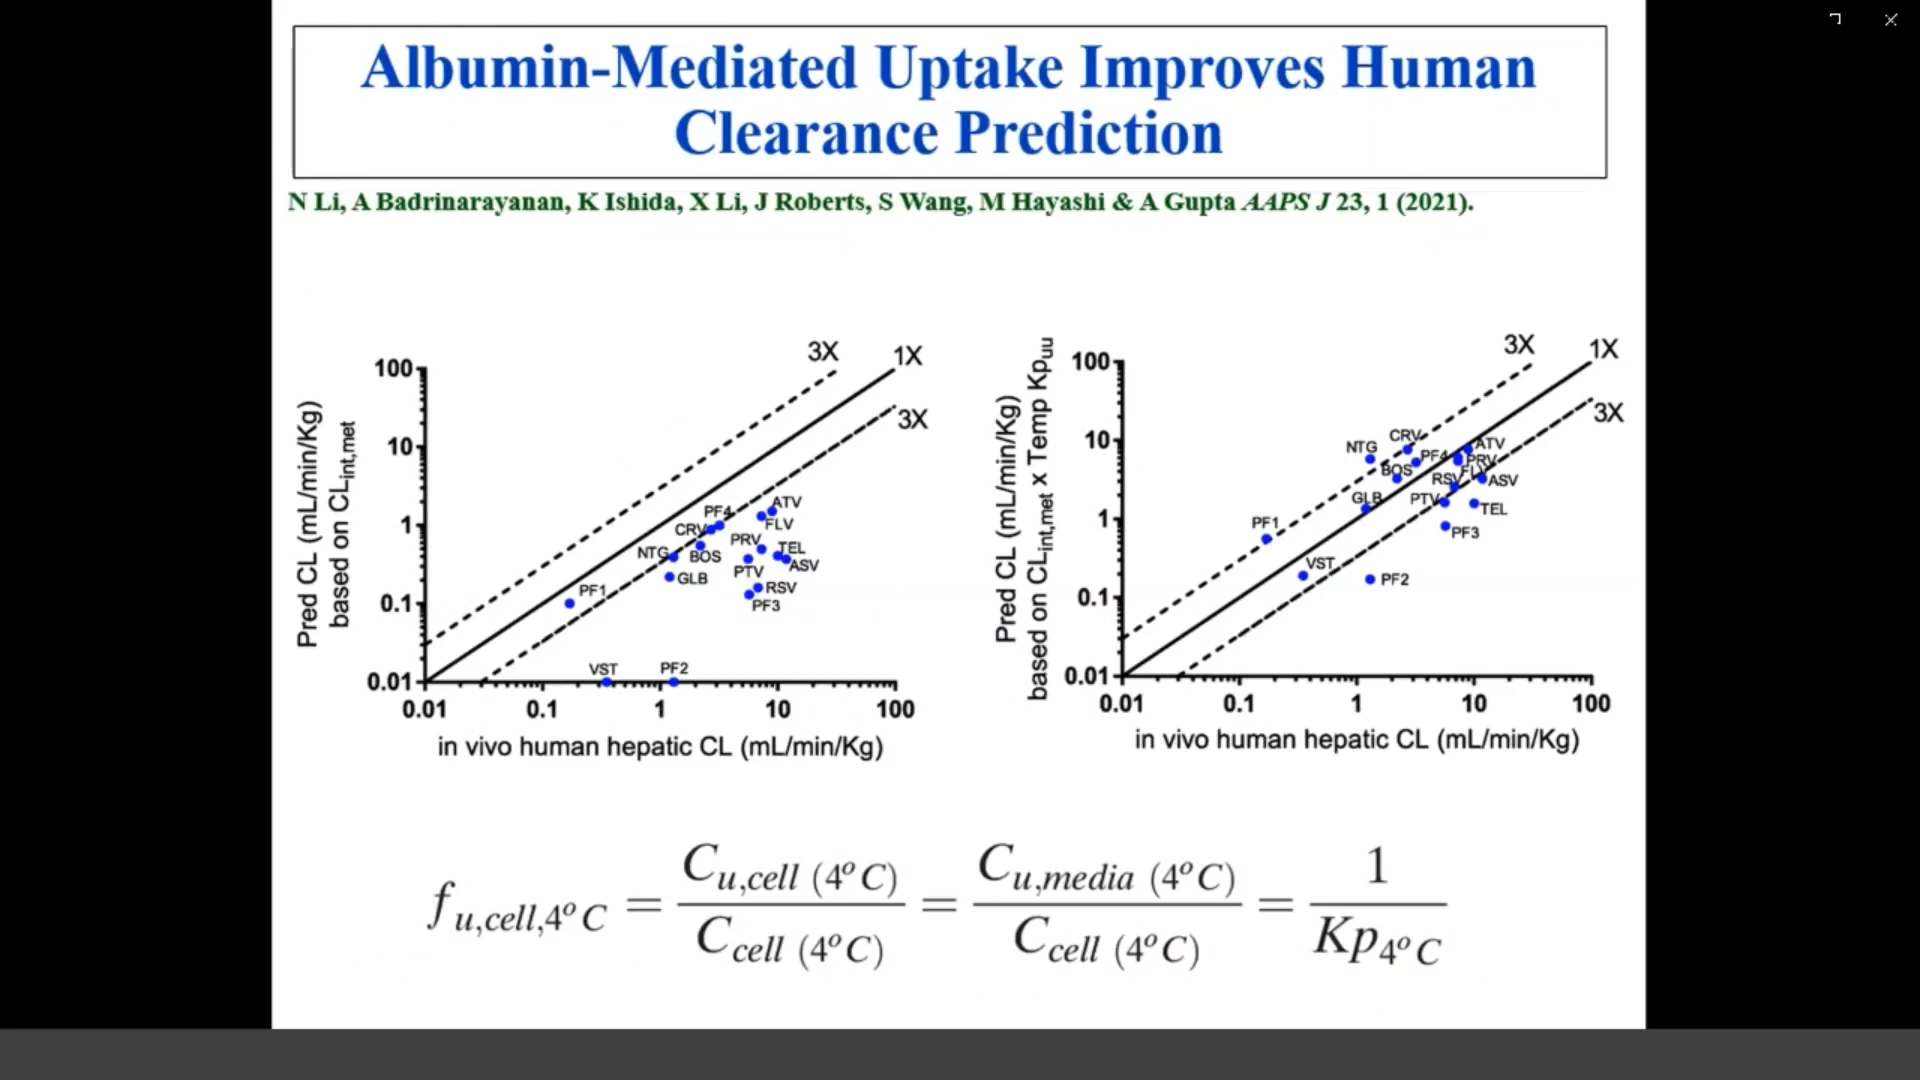 Albumin-Mediated Uptake Improves Human
Clearance Prediction
N Li, A Badrinarayanan, K Ishida, X Li, J Roberts, S Wang, M Hayashi & A Gupta AAPS J 23, 1 (2021).
Pred CL (mL/min/Kg)
based on CLint,met
100
10
1
0.1
0.01
3X
1X
3X
ATV
PF4
FLV
CRV
PRV
NTG
BOS
TEL
ASV
PTV
GLB
RSV
PF1
PF3
VST
PF2
0.01 0.1 1 10 100
in vivo human hepatic CL (mL/min/Kg)
Pred CL (mL/min/Kg)
based on CLint,met x Temp Kpuu
100
10
1
0.1
0.01
3X
1X
3X
CRV
NTG
ATV
PF4
PRV
BOS
FLV
RSV
ASV
GLB
PTV
TEL
PF1
PF3
VST
PF2
0.01 0.1 1 10 100
in vivo human hepatic CL (mL/min/Kg)
fu,cell,4°C = Cu,cell (4°C) / Ccell (4°C) = Cu,media (4°C) / Ccell (4°C) = 1 / Kp4°C